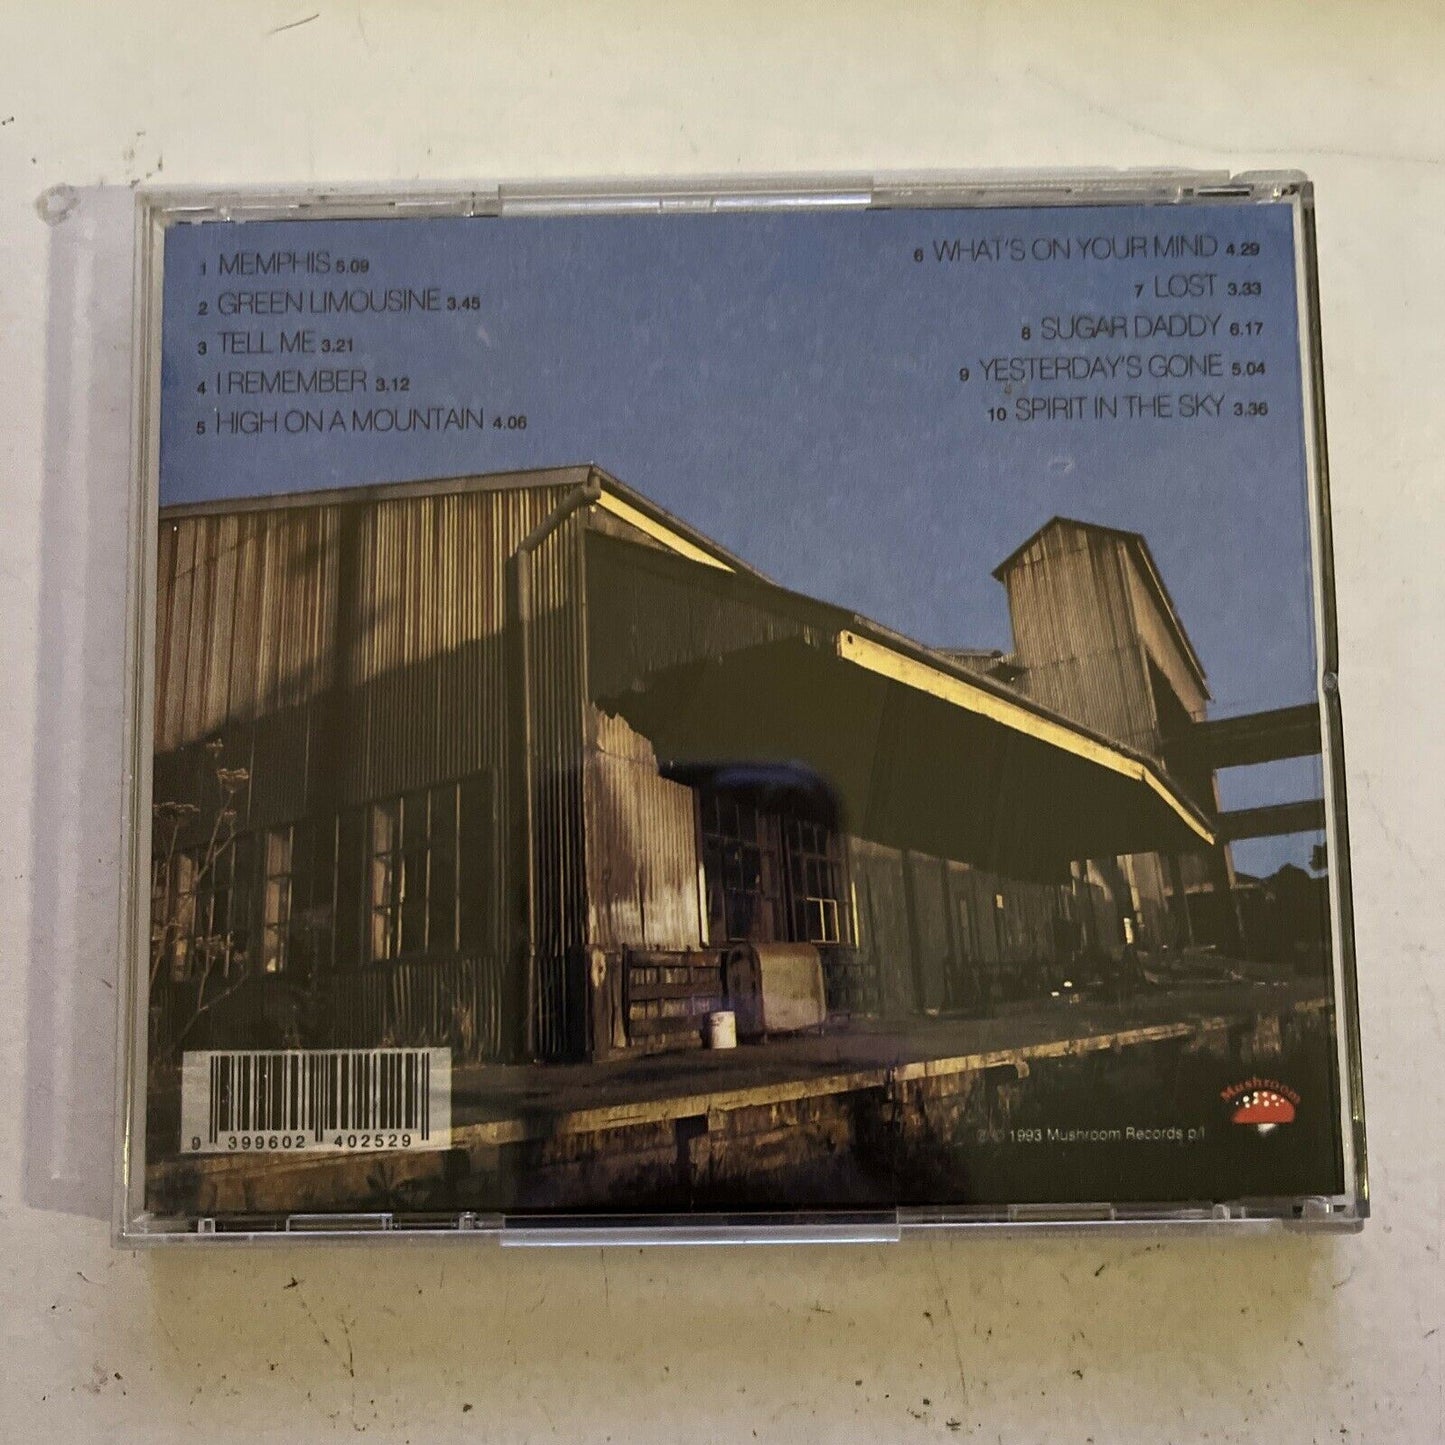 1 MEMPHIS 5.09
2 GREEN LIMOUSINE 3.45
3 TELL ME 3.21
4 I REMEMBER 3.12
5 HIGH ON A MOUNTAIN 4.06
6 WHAT'S ON YOUR MIND 4.29
7 LOST 3.33
8 SUGAR DADDY 6.17
9 YESTERDAY'S GONE 5.04
10 SPIRIT IN THE SKY 3.36
Mushroom
℗ © 1993 Mushroom Records p/l
9 399602 402529